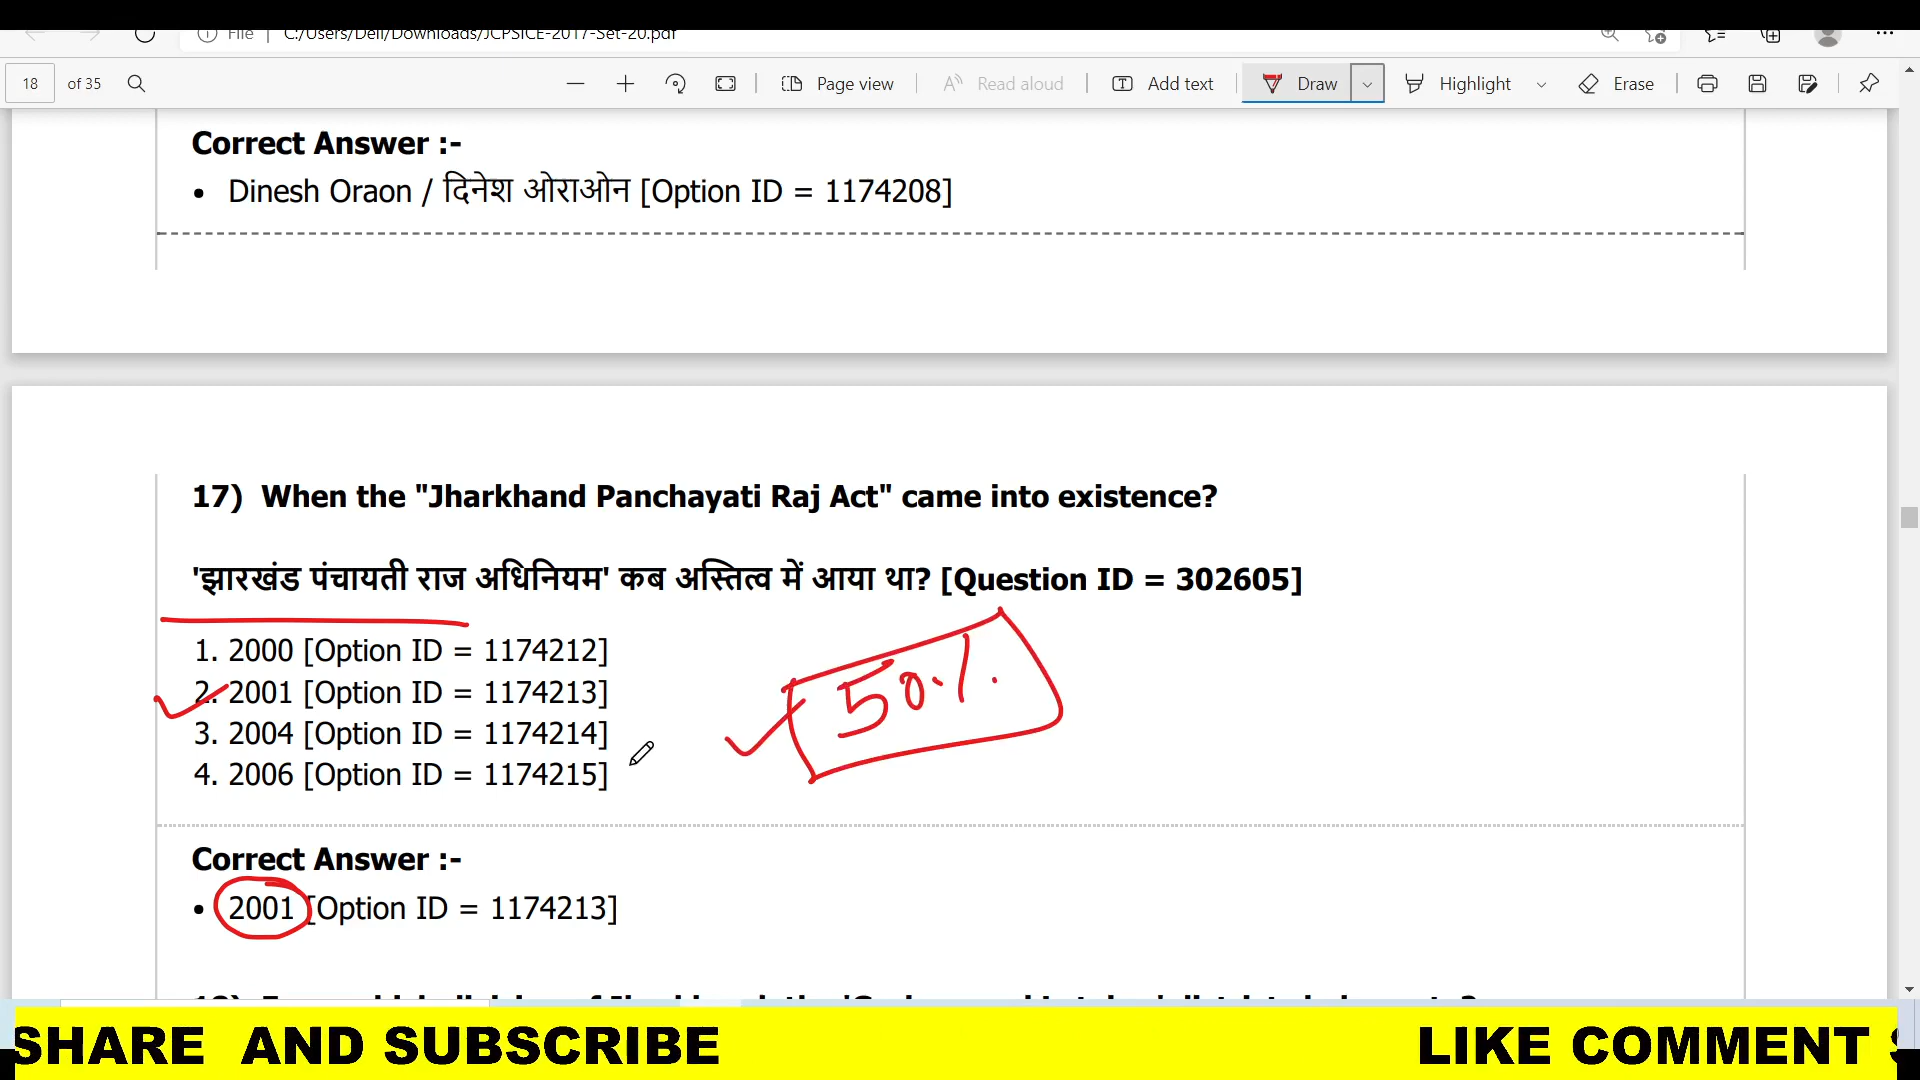 File | C:/Users/Dell/Downloads/JCPSICE-2017-Set-20.pdf
18 of 35 Page view Read aloud Add text Draw Highlight Erase
Correct Answer :-
• Dinesh Oraon / दिनेश ओराओन [Option ID = 1174208]
17) When the "Jharkhand Panchayati Raj Act" came into existence?
'झारखंड पंचायती राज अधिनियम' कब अस्तित्व में आया था? [Question ID = 302605]
1. 2000 [Option ID = 1174212]
2. 2001 [Option ID = 1174213]
3. 2004 [Option ID = 1174214]
4. 2006 [Option ID = 1174215]
50%
Correct Answer :-
• 2001 [Option ID = 1174213]
SHARE AND SUBSCRIBE LIKE COMMENT S